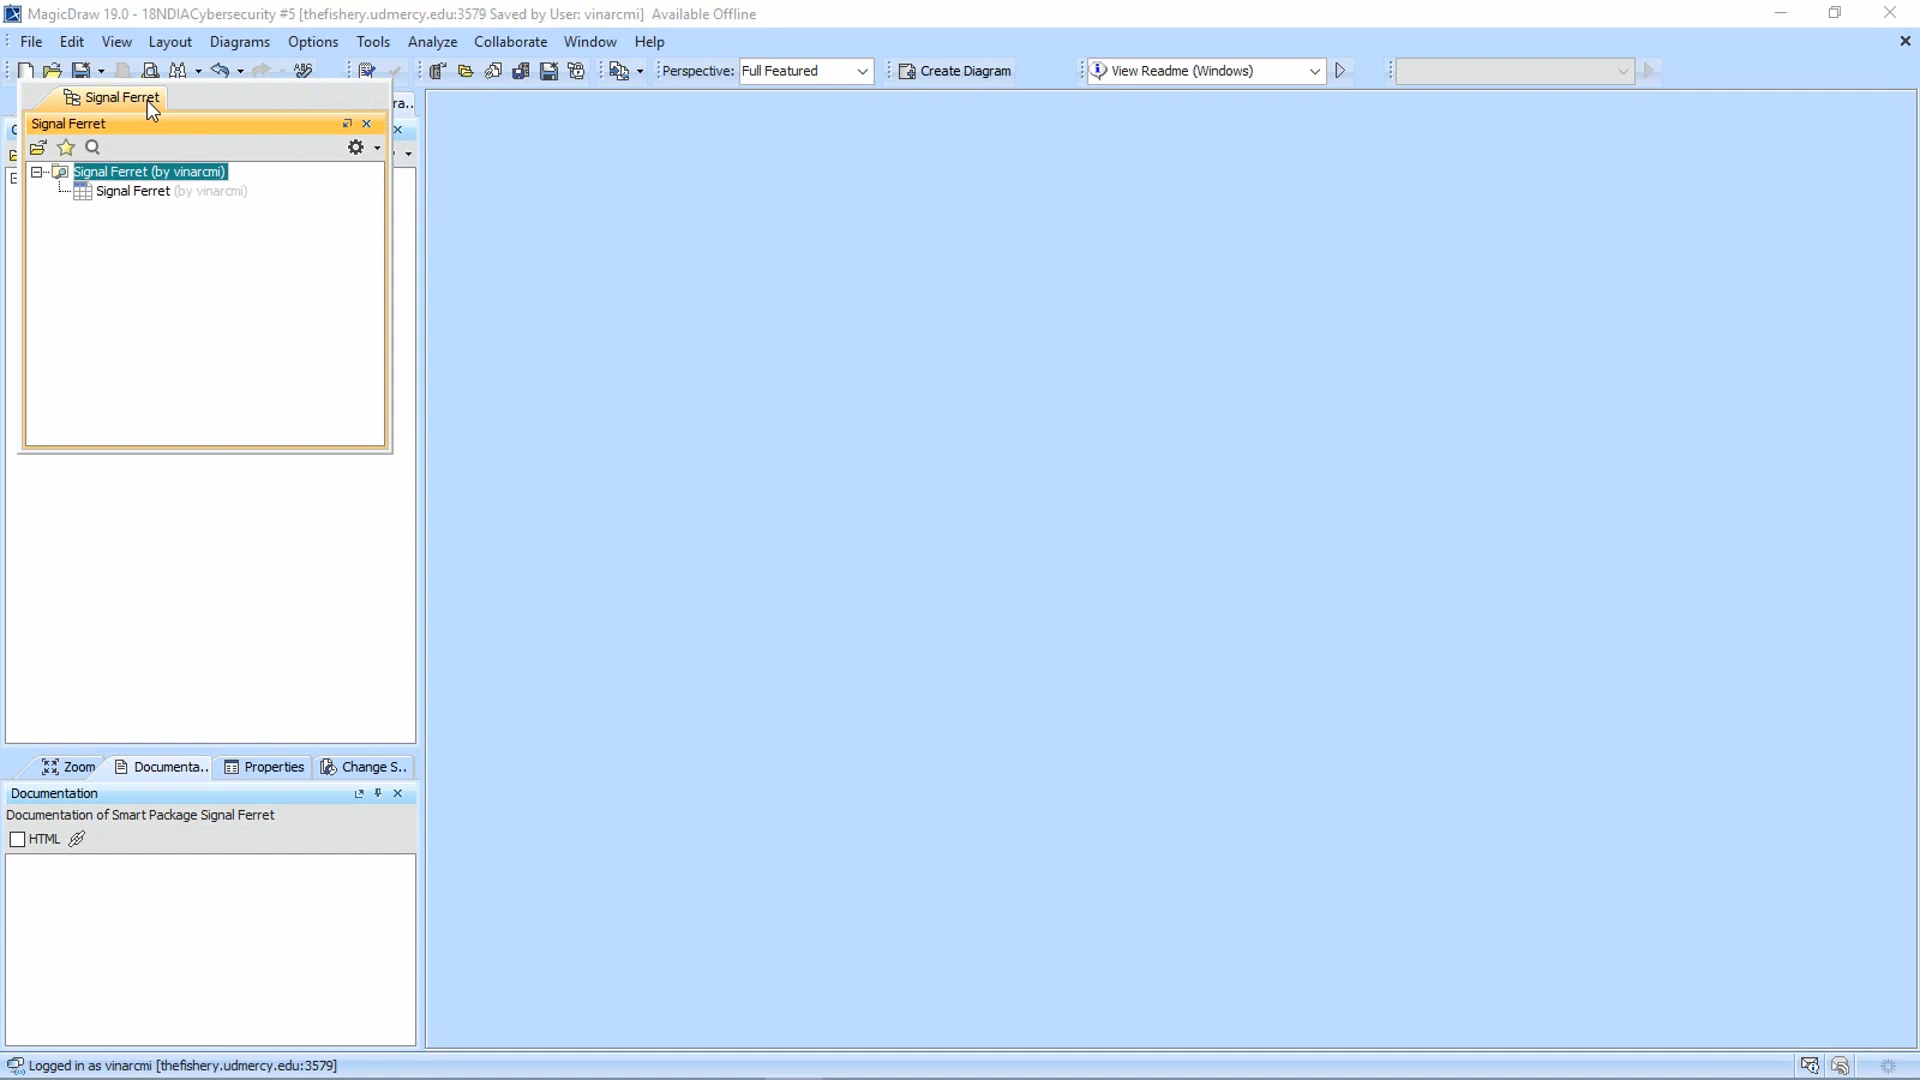 MagicDraw 19.0 - 18NDIACybersecurity #5 [thefishery.udmercy.edu:3579 Saved by User: vinarcmi]  Available Offline
File Edit View Layout Diagrams Options Tools Analyze Collaborate Window Help
Perspective: Full Featured Create Diagram View Readme (Windows)
Signal Ferret ra..
Signal Ferret
Signal Ferret (by vinarcmi)
Signal Ferret (by vinarcmi)
Zoom Documenta.. Properties Change S..
Documentation
Documentation of Smart Package Signal Ferret
HTML
Logged in as vinarcmi [thefishery.udmercy.edu:3579]